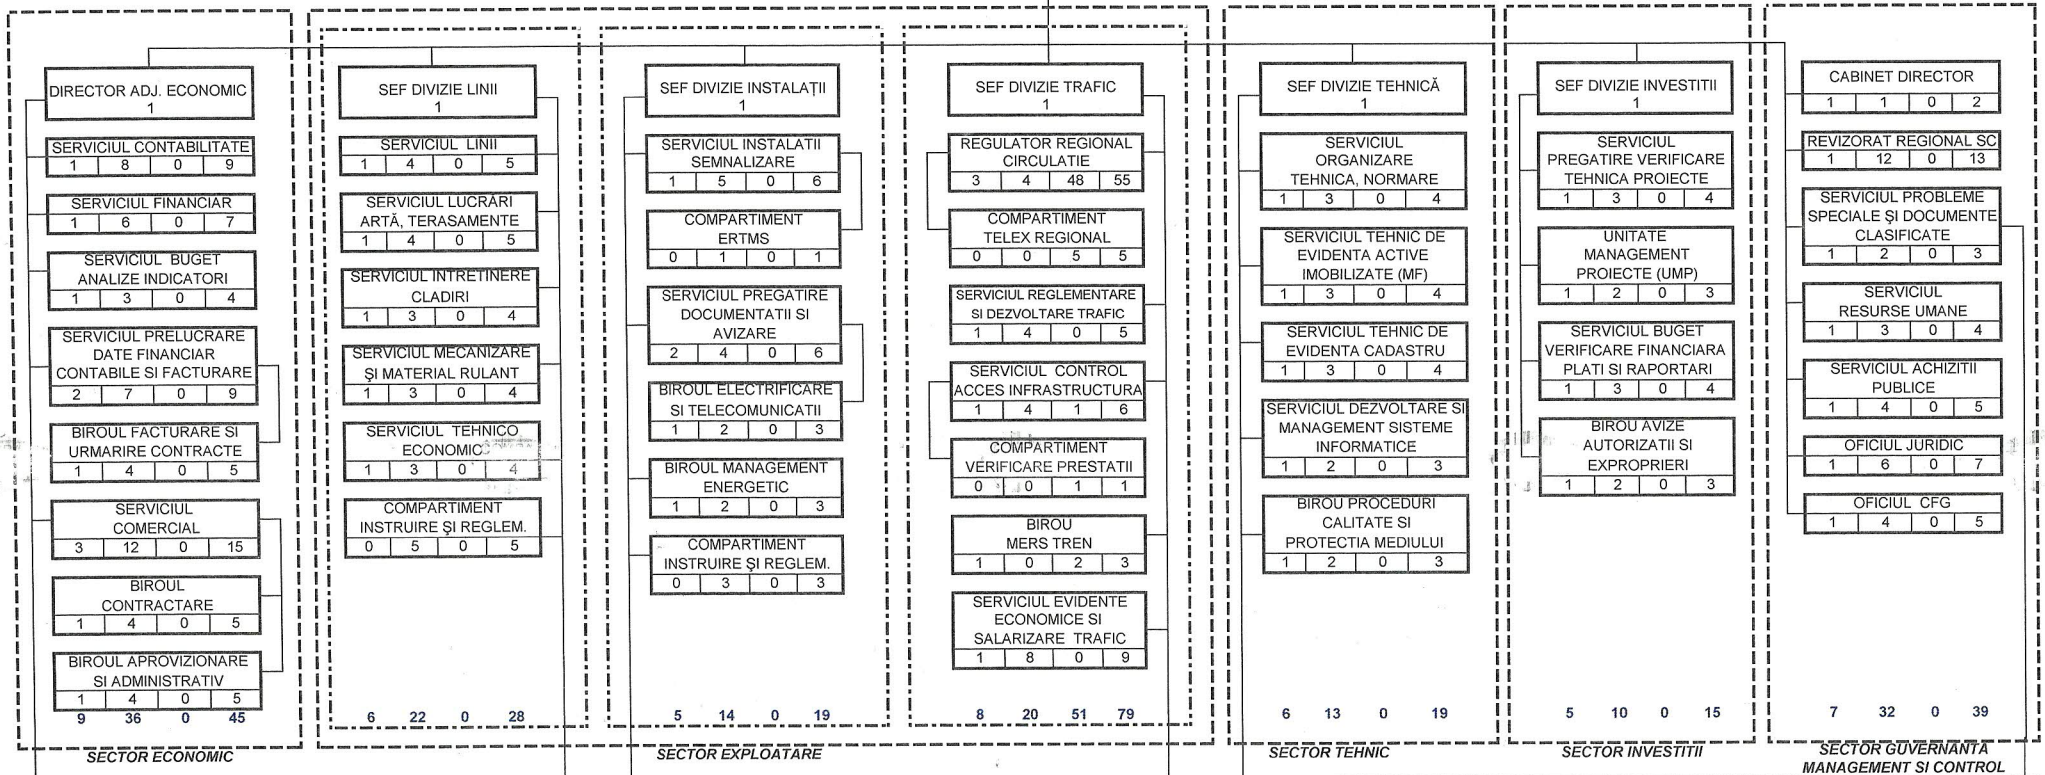 DIRECTOR ADJ. ECONOMIC
1
SERVICIUL CONTABILITATE
1 8 0 9
SERVICIUL FINANCIAR
1 6 0 7
SERVICIUL BUGET
ANALIZE INDICATORI
1 3 0 4
SERVICIUL PRELUCRARE
DATE FINANCIAR
CONTABILE SI FACTURARE
2 7 0 9
BIROUL FACTURARE SI
URMARIRE CONTRACTE
1 4 0 5
SERVICIUL
COMERCIAL
3 12 0 15
BIROUL
CONTRACTARE
1 4 0 5
BIROUL APROVIZIONARE
SI ADMINISTRATIV
1 4 0 5
9 36 0 45
SECTOR ECONOMIC
SEF DIVIZIE LINII
1
SERVICIUL LINII
1 4 0 5
SERVICIUL LUCRĂRI
ARTĂ, TERASAMENTE
1 4 0 5
SERVICIUL INTRETINERE
CLADIRI
1 3 0 4
SERVICIUL MECANIZARE
ŞI MATERIAL RULANT
1 3 0 4
SERVICIUL TEHNICO
ECONOMIC
1 3 0 4
COMPARTIMENT
INSTRUIRE ŞI REGLEM.
0 5 0 5
6 22 0 28
SEF DIVIZIE INSTALAŢII
1
SERVICIUL INSTALATII
SEMNALIZARE
1 5 0 6
COMPARTIMENT
ERTMS
0 1 0 1
SERVICIUL PREGATIRE
DOCUMENTATII SI
AVIZARE
2 4 0 6
BIROUL ELECTRIFICARE
SI TELECOMUNICATII
1 2 0 3
BIROUL MANAGEMENT
ENERGETIC
1 2 0 3
COMPARTIMENT
INSTRUIRE ŞI REGLEM.
0 3 0 3
5 14 0 19
SEF DIVIZIE TRAFIC
1
REGULATOR REGIONAL
CIRCULATIE
3 4 48 55
COMPARTIMENT
TELEX REGIONAL
0 0 5 5
SERVICIUL REGLEMENTARE
SI DEZVOLTARE TRAFIC
1 4 0 5
SERVICIUL CONTROL
ACCES INFRASTRUCTURA
1 4 1 6
COMPARTIMENT
VERIFICARE PRESTATII
0 0 1 1
BIROU
MERS TREN
1 0 2 3
SERVICIUL EVIDENTE
ECONOMICE SI
SALARIZARE TRAFIC
1 8 0 9
8 20 51 79
SECTOR EXPLOATARE
SEF DIVIZIE TEHNICĂ
1
SERVICIUL
ORGANIZARE
TEHNICA, NORMARE
1 3 0 4
SERVICIUL TEHNIC DE
EVIDENTA ACTIVE
IMOBILIZATE (MF)
1 3 0 4
SERVICIUL TEHNIC DE
EVIDENTA CADASTRU
1 3 0 4
SERVICIUL DEZVOLTARE SI
MANAGEMENT SISTEME
INFORMATICE
1 2 0 3
BIROU PROCEDURI
CALITATE SI
PROTECTIA MEDIULUI
1 2 0 3
6 13 0 19
SECTOR TEHNIC
SEF DIVIZIE INVESTITII
1
SERVICIUL
PREGATIRE VERIFICARE
TEHNICA PROIECTE
1 3 0 4
UNITATE
MANAGEMENT
PROIECTE (UMP)
1 2 0 3
SERVICIUL BUGET
VERIFICARE FINANCIARA
PLATI SI RAPORTARI
1 3 0 4
BIROU AVIZE
AUTORIZATII SI
EXPROPRIERI
1 2 0 3
5 10 0 15
SECTOR INVESTITII
CABINET DIRECTOR
1 1 0 2
REVIZORAT REGIONAL SC
1 12 0 13
SERVICIUL PROBLEME
SPECIALE ŞI DOCUMENTE
CLASIFICATE
1 2 0 3
SERVICIUL
RESURSE UMANE
1 3 0 4
SERVICIUL ACHIZITII
PUBLICE
1 4 0 5
OFICIUL JURIDIC
1 6 0 7
OFICIUL CFG
1 4 0 5
7 32 0 39
SECTOR GUVERNANTA
MANAGEMENT SI CONTROL